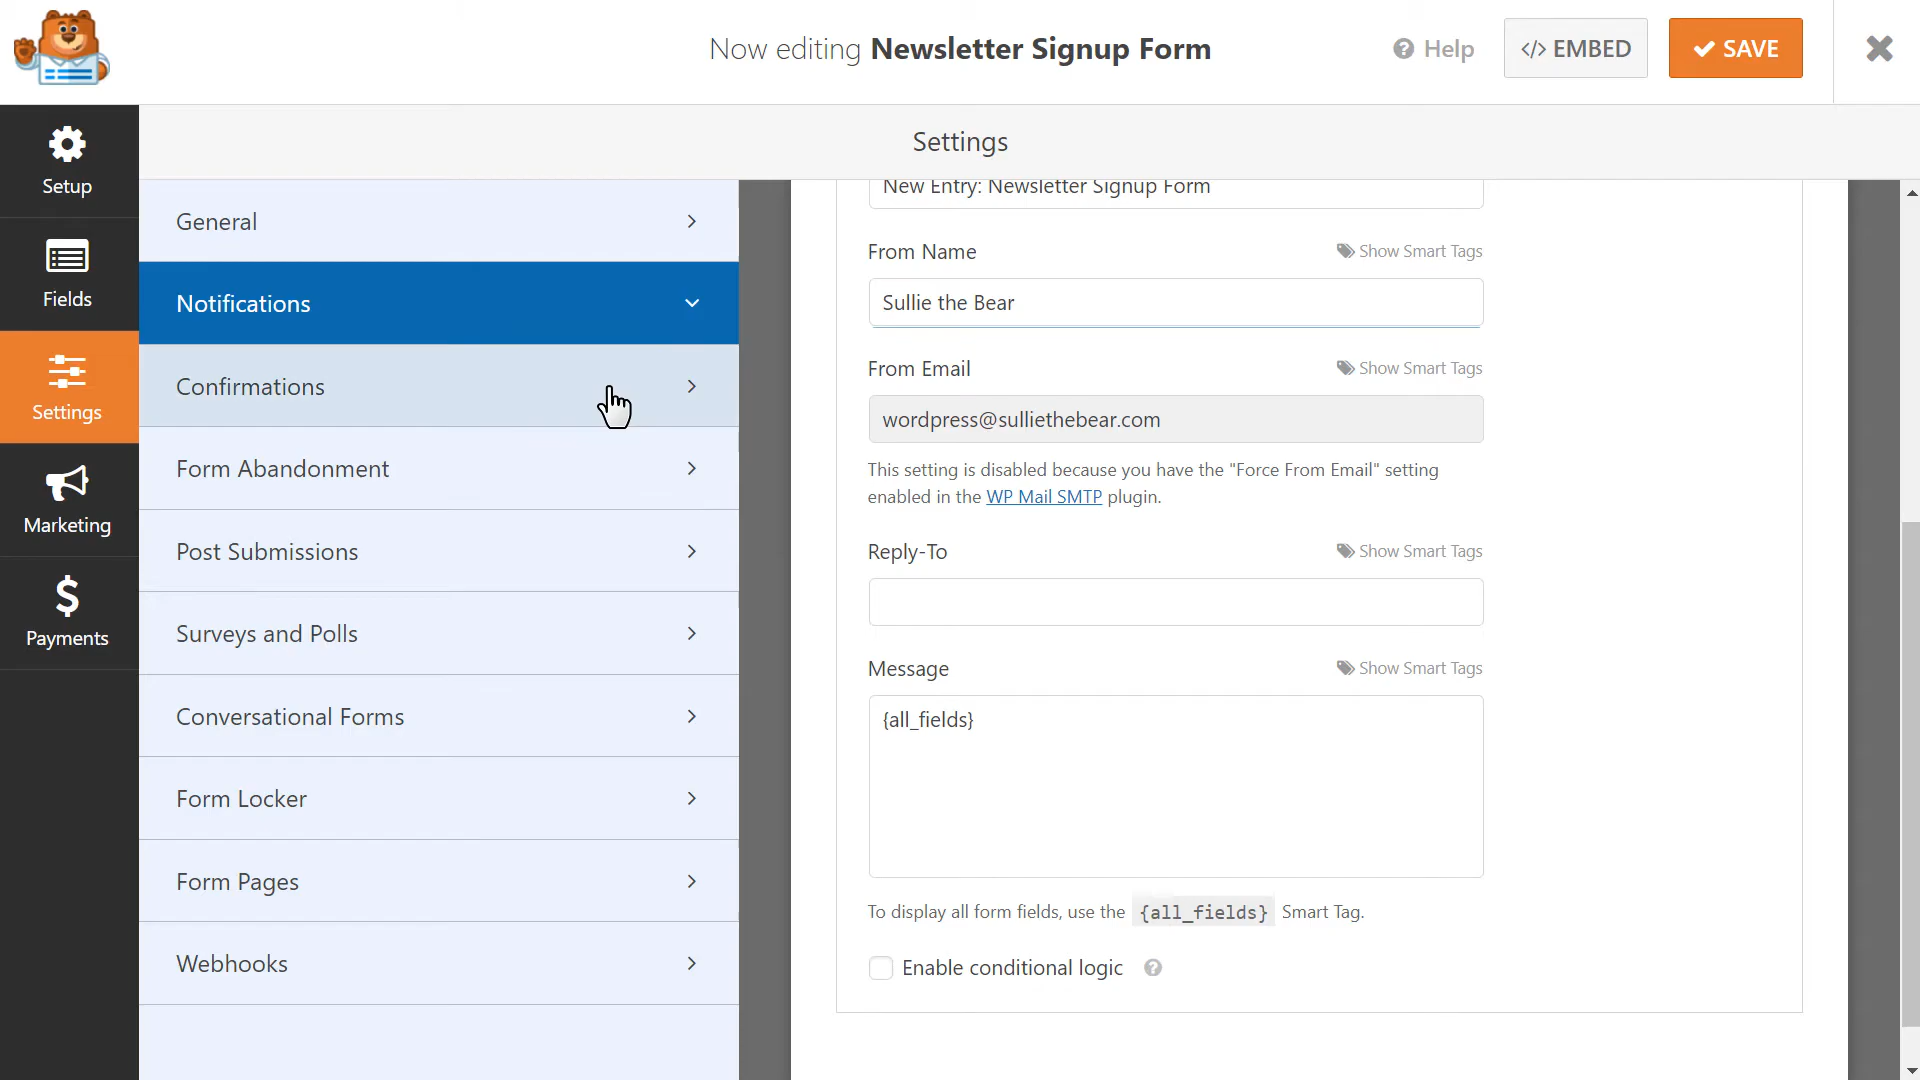 Now editing Newsletter Signup Form
Help
</> EMBED
SAVE
Settings
Setup
Fields
Settings
Marketing
Payments
General
Notifications
Confirmations
Form Abandonment
Post Submissions
Surveys and Polls
Conversational Forms
Form Locker
Form Pages
Webhooks
New Entry: Newsletter Signup Form
From Name
Show Smart Tags
Sullie the Bear
From Email
Show Smart Tags
wordpress@sulliethebear.com
This setting is disabled because you have the "Force From Email" setting
enabled in the WP Mail SMTP plugin.
Reply-To
Show Smart Tags
Message
Show Smart Tags
{all_fields}
To display all form fields, use the {all_fields} Smart Tag.
Enable conditional logic